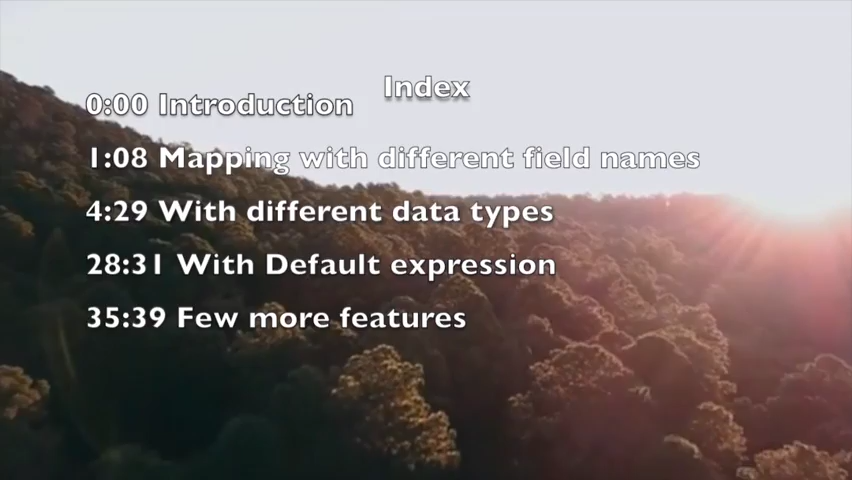 Index
0:00 Introduction
1:08 Mapping with different field names
4:29 With different data types
28:31 With Default expression
35:39 Few more features